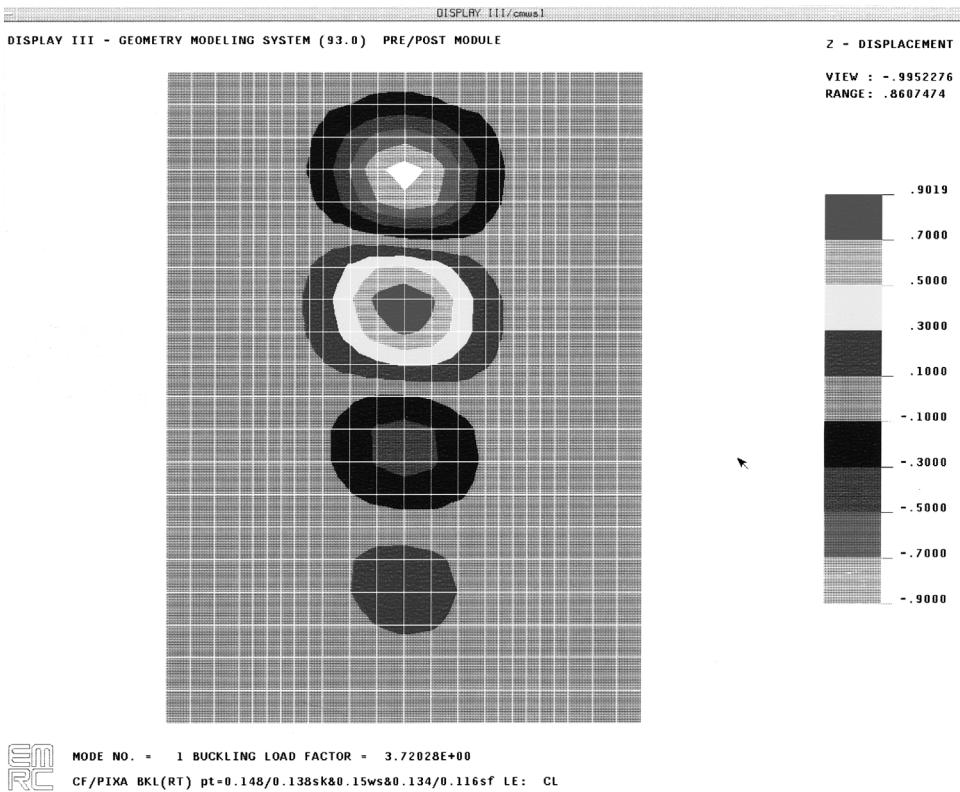 DISPLAY III/cmws1
DISPLAY III - GEOMETRY MODELING SYSTEM (93.0) PRE/POST MODULE
Z - DISPLACEMENT
VIEW : -.9952276
RANGE: .8607474
.9019
.7000
.5000
.3000
.1000
-.1000
-.3000
-.5000
-.7000
-.9000
EMRC
MODE NO. = 1 BUCKLING LOAD FACTOR = 3.72028E+00
CF/PIXA BKL(RT) pt=0.148/0.138sk&0.15ws&0.134/0.116sf LE: CL